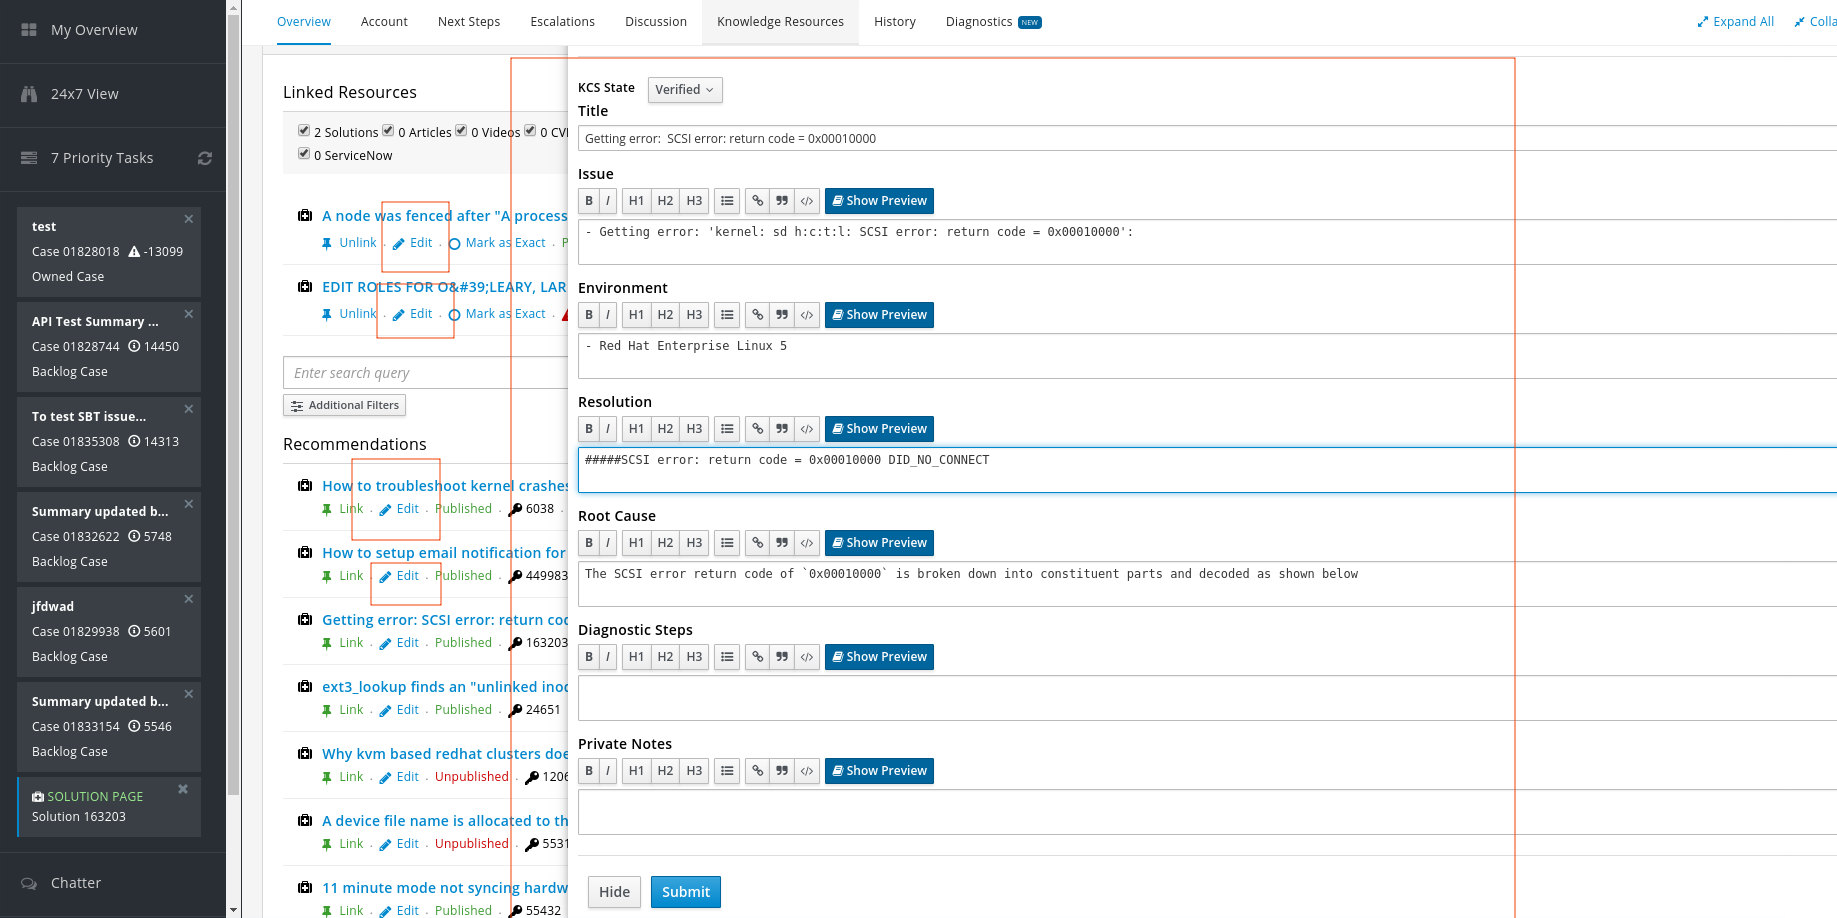 My Overview
24x7 View
7 Priority Tasks
test
Case 01828018 -13099
Owned Case
API Test Summary ...
Case 01828744 14450
Backlog Case
To test SBT issue...
Case 01835308 14313
Backlog Case
Summary updated b...
Case 01832622 5748
Backlog Case
jfdwad
Case 01829938 5601
Backlog Case
Summary updated b...
Case 01833154 5546
Backlog Case
SOLUTION PAGE
Solution 163203
Chatter
Overview Account Next Steps Escalations Discussion Knowledge Resources History Diagnostics NEW Expand All Colla
Linked Resources
2 Solutions 0 Articles 0 Videos 0 CV
0 ServiceNow
A node was fenced after "A process
Unlink . Edit . Mark as Exact . P
EDIT ROLES FOR O&#39;LEARY, LAR
Unlink . Edit . Mark as Exact .
Enter search query
Additional Filters
Recommendations
How to troubleshoot kernel crashes
Link . Edit . Published . 6038 .
How to setup email notification for
Link . Edit . Published . 449983
Getting error: SCSI error: return cod
Link . Edit . Published . 163203
ext3_lookup finds an "unlinked inod
Link . Edit . Published . 24651
Why kvm based redhat clusters doe
Link . Edit . Unpublished . 1206
A device file name is allocated to th
Link . Edit . Unpublished . 5531
11 minute mode not syncing hardw
Link . Edit . Published . 55432
KCS State Verified
Title
Getting error: SCSI error: return code = 0x00010000
Issue
B I H1 H2 H3 Show Preview
- Getting error: 'kernel: sd h:c:t:l: SCSI error: return code = 0x00010000':
Environment
B I H1 H2 H3 Show Preview
- Red Hat Enterprise Linux 5
Resolution
B I H1 H2 H3 Show Preview
#####SCSI error: return code = 0x00010000 DID_NO_CONNECT
Root Cause
B I H1 H2 H3 Show Preview
The SCSI error return code of `0x00010000` is broken down into constituent parts and decoded as shown below
Diagnostic Steps
B I H1 H2 H3 Show Preview
Private Notes
B I H1 H2 H3 Show Preview
Hide Submit